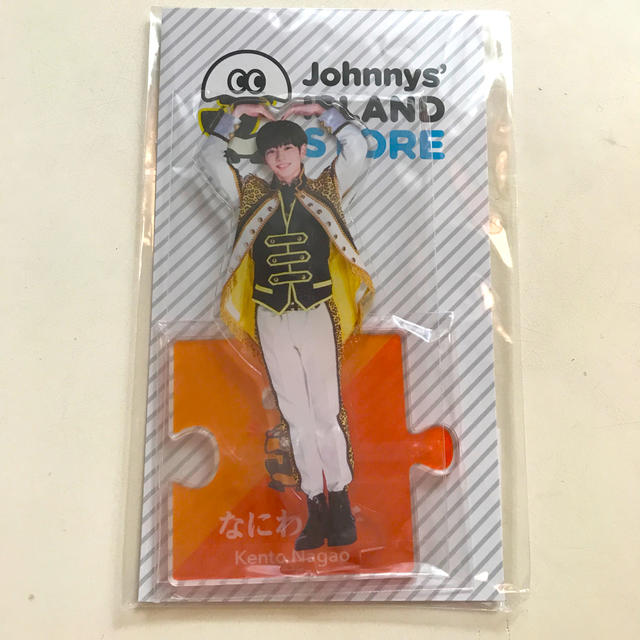 Johnnys'
ISLAND
STORE
なにわ
Kento Nagao